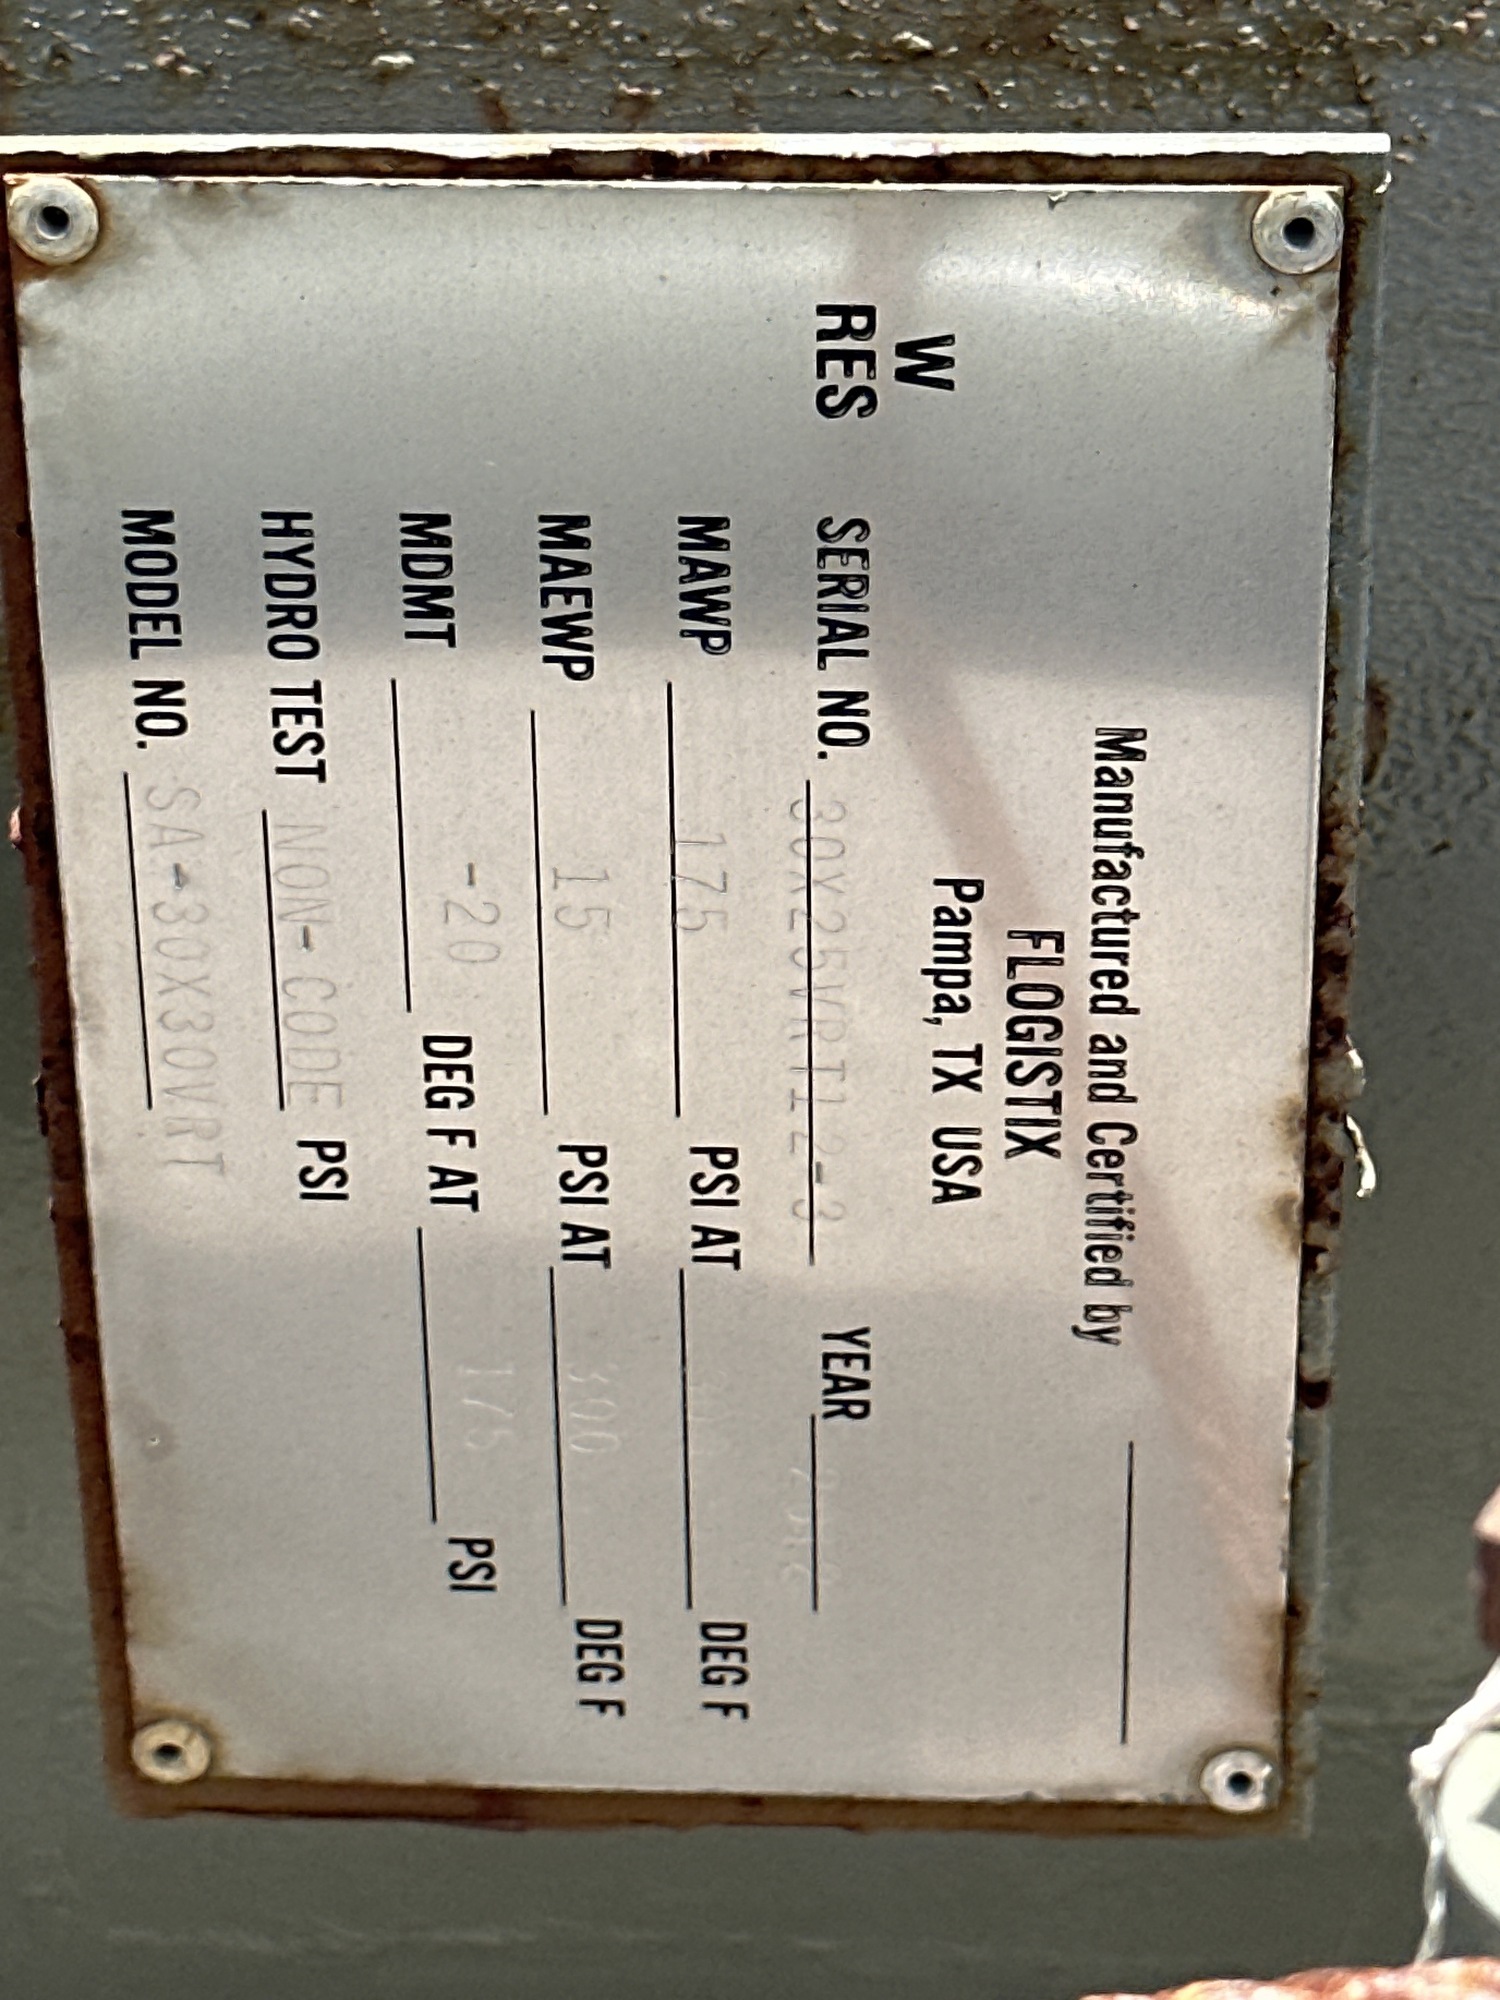 Manufactured and Certified by
FLOGISTIX
Pampa, TX USA
W
RES
SERIAL NO. 30X25VRT12-3 YEAR
MAWP 175 PSI AT DEG F
MAEWP 15 PSI AT 300 DEG F
MDMT -20 DEG F AT 175 PSI
HYDRO TEST NON-CODE PSI
MODEL NO. SA-30X30VRT